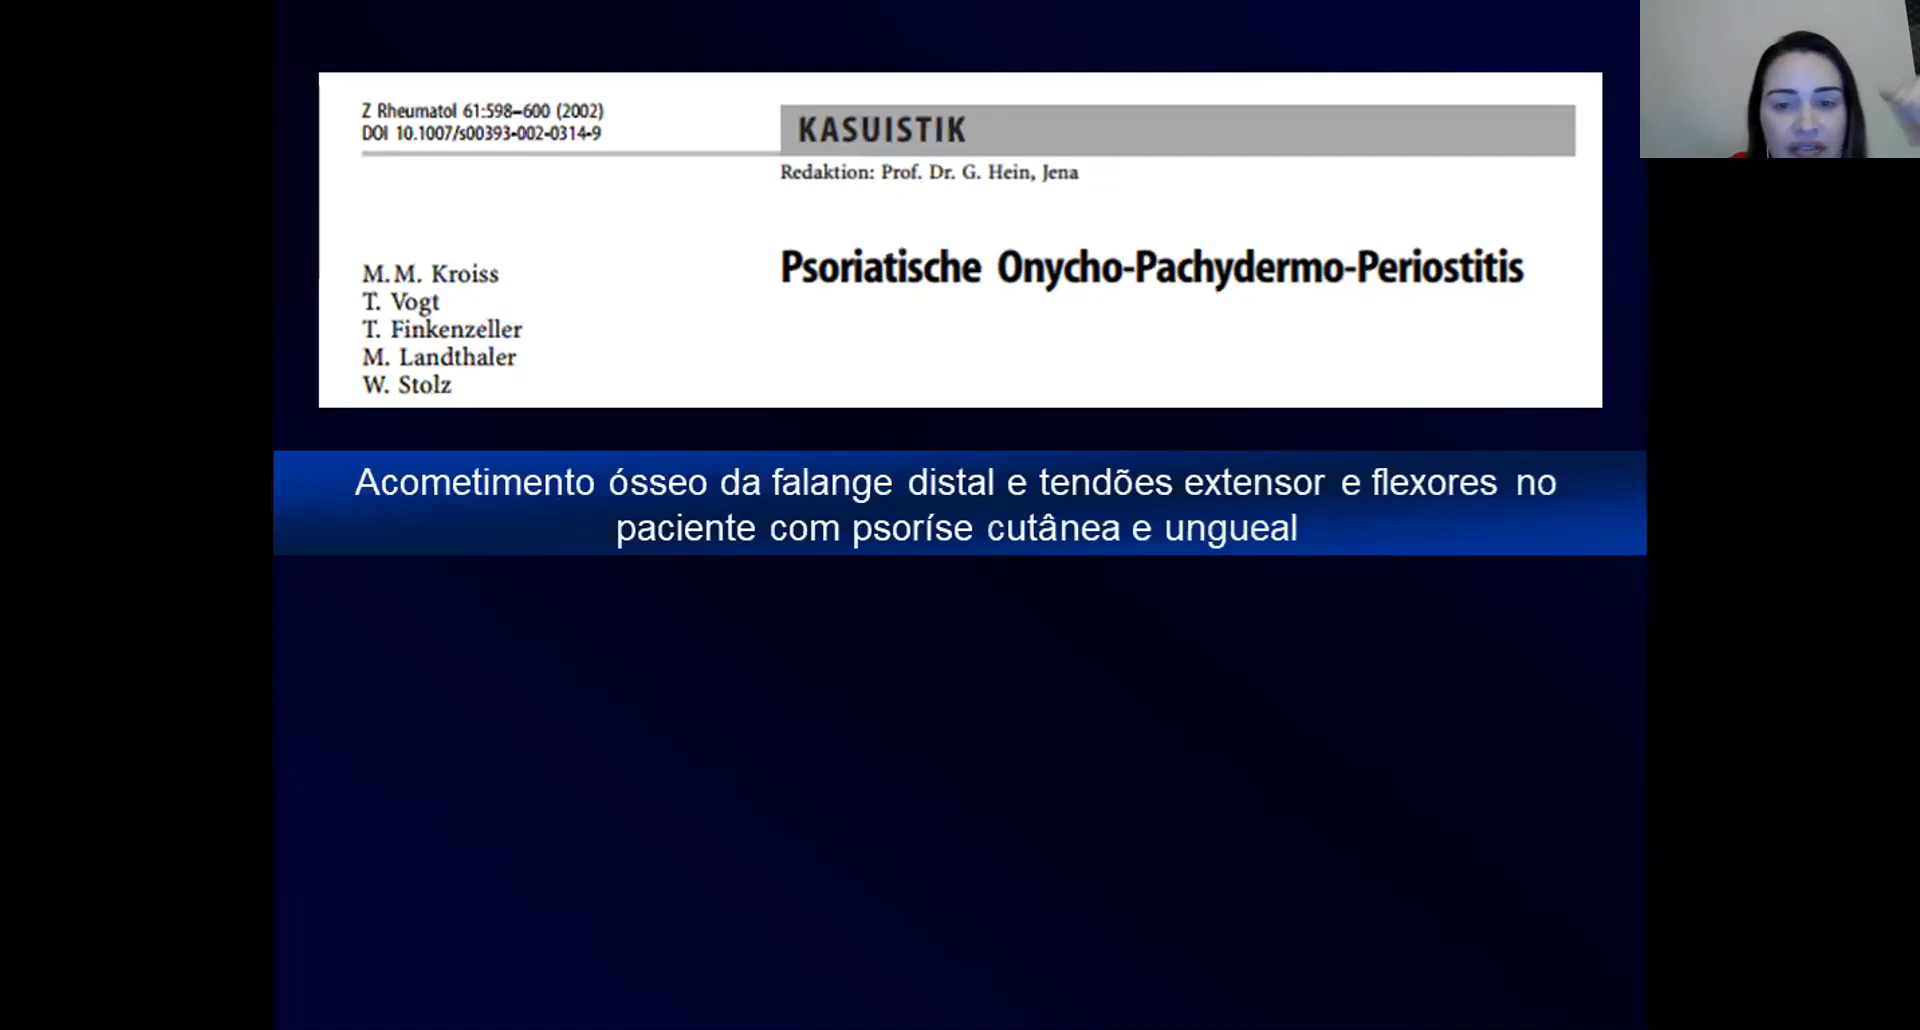 Z Rheumatol 61:598–600 (2002)
DOI 10.1007/s00393-002-0314-9
KASUISTIK
Redaktion: Prof. Dr. G. Hein, Jena
Psoriatische Onycho-Pachydermo-Periostitis
M. M. Kroiss
T. Vogt
T. Finkenzeller
M. Landthaler
W. Stolz
Acometimento ósseo da falange distal e tendões extensor e flexores no
paciente com psoríse cutânea e ungueal